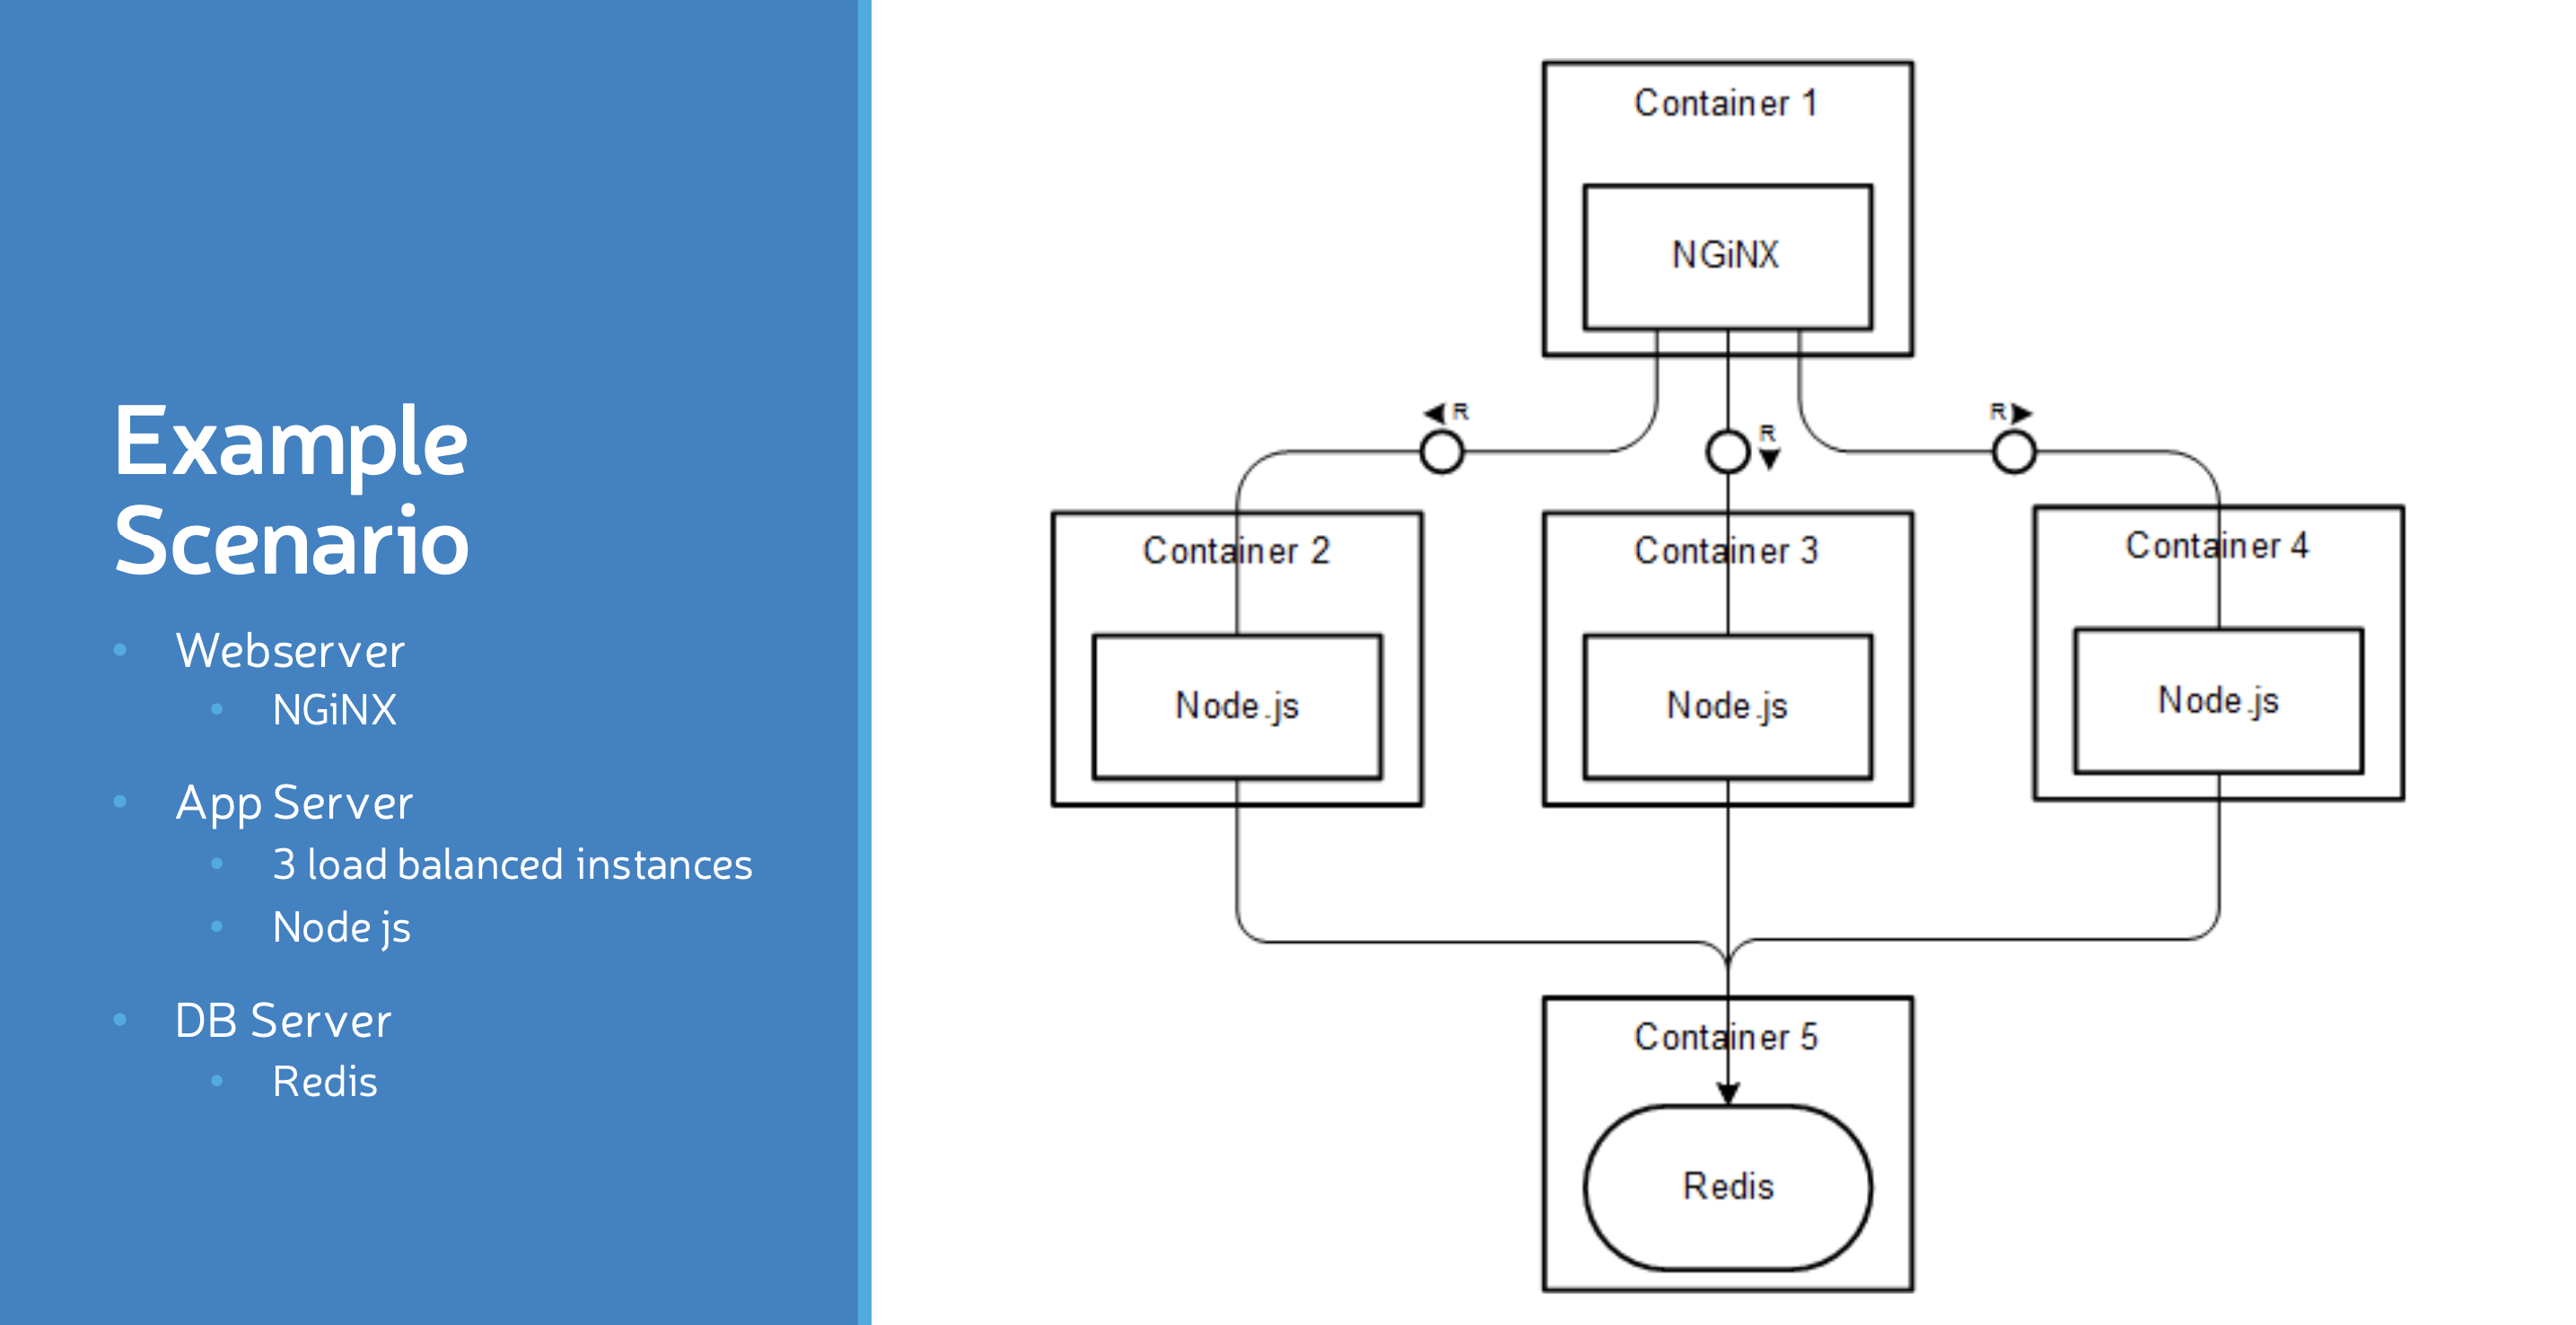 Example
Scenario
Webserver
NGiNX
App Server
3 load balanced instances
Node js
DB Server
Redis
Container 1
NGiNX
R
R
R
Container 2
Container 3
Container 4
Node.js
Node.js
Node.js
Container 5
Redis